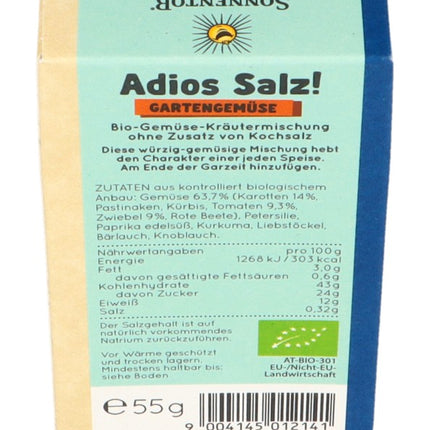 SONNENTOR
Adios Salz!
GARTENGEMÜSE
Bio-Gemüse-Kräutermischung
ohne Zusatz von Kochsalz
Diese würzig-gemüsige Mischung hebt
den Charakter einer jeden Speise.
Am Ende der Garzeit hinzufügen.
ZUTATEN aus kontrolliert biologischem
Anbau: Gemüse 63,7% (Karotten 14%,
Pastinaken, Kürbis, Tomaten 9,3%,
Zwiebel 9%, Rote Beete), Petersilie,
Paprika edelsüß, Kurkuma, Liebstöckel,
Bärlauch, Knoblauch.
Nährwertangaben pro 100g
Energie 1268 kJ / 303 kcal
Fett 3,0g
davon gesättigte Fettsäuren 0,6g
Kohlenhydrate 43g
davon Zucker 24g
Eiweiß 12g
Salz 0,32g
Der Salzgehalt ist auf
natürlich vorkommendes
Natrium zurückzuführen.
Vor Wärme geschützt
und trocken lagern.
Mindestens haltbar bis:
siehe Boden
AT-BIO-301
EU-/Nicht-EU-
Landwirtschaft
℮ 55g
9 004145 012141